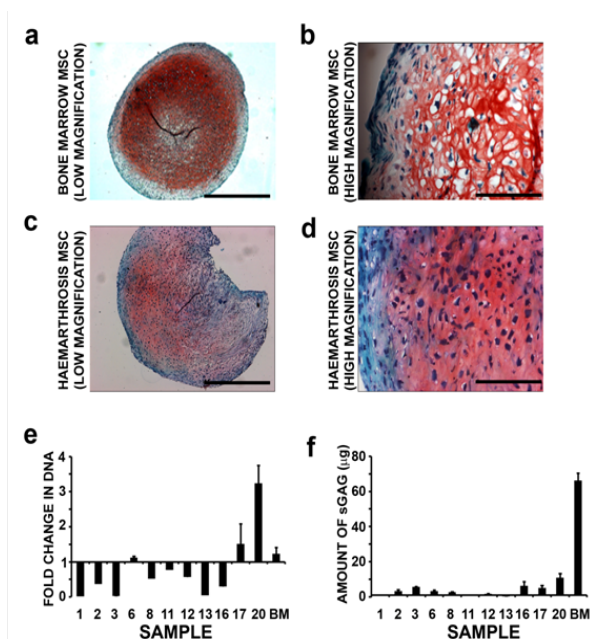 a
BONE MARROW MSC
(LOW MAGNIFICATION)
b
BONE MARROW MSC
(HIGH MAGNIFICATION)
c
HAEMARTHROSIS MSC
(LOW MAGNIFICATION)
d
HAEMARTHROSIS MSC
(HIGH MAGNIFICATION)
e
FOLD CHANGE IN DNA
4
3
2
1
0
1 2 3 6 8 11 12 13 16 17 20 BM
SAMPLE
f
AMOUNT OF sGAG (µg)
80
60
40
20
0
1 2 3 6 8 11 12 13 16 17 20 BM
SAMPLE